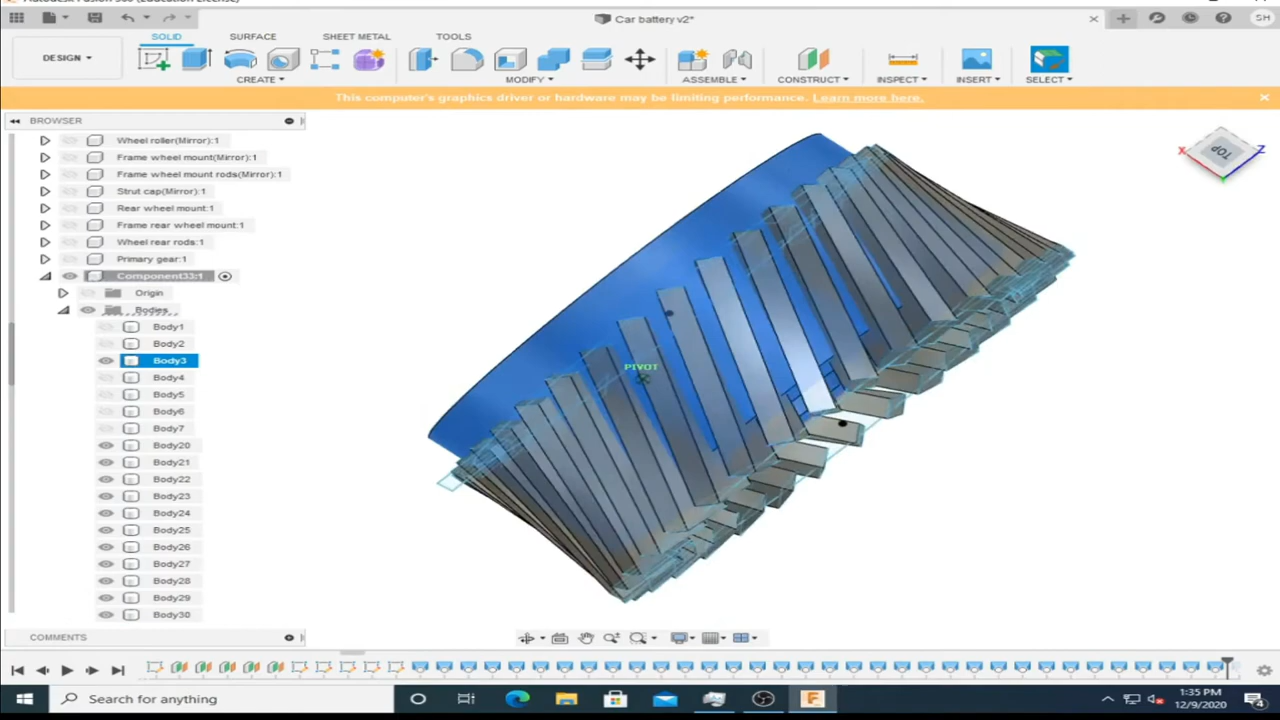 Autodesk Fusion 360 (Education License)
Car battery v2*
SH
DESIGN
SOLID
SURFACE
SHEET METAL
TOOLS
CREATE
MODIFY
ASSEMBLE
CONSTRUCT
INSPECT
INSERT
SELECT
This computer's graphics driver or hardware may be limiting performance. Learn more here.
BROWSER
Wheel roller(Mirror):1
Frame wheel mount(Mirror):1
Frame wheel mount rods(Mirror):1
Strut cap(Mirror):1
Rear wheel mount:1
Frame rear wheel mount:1
Wheel rear rods:1
Primary gear:1
Component33:1
Origin
Bodies
Body1
Body2
Body3
Body4
Body5
Body6
Body7
Body20
Body21
Body22
Body23
Body24
Body25
Body26
Body27
Body28
Body29
Body30
PIVOT
TOP
X
Z
COMMENTS
Search for anything
F
1:35 PM
12/9/2020
4